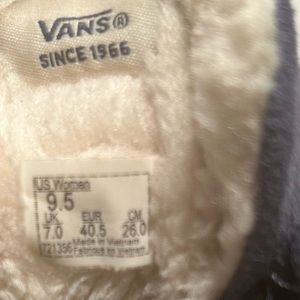 VANS®
SINCE 1966
US Women
9.5
UK EUR CM
7.0 40.5 26.0
Made in Vietnam
721356 Fabriqué au Vietnam